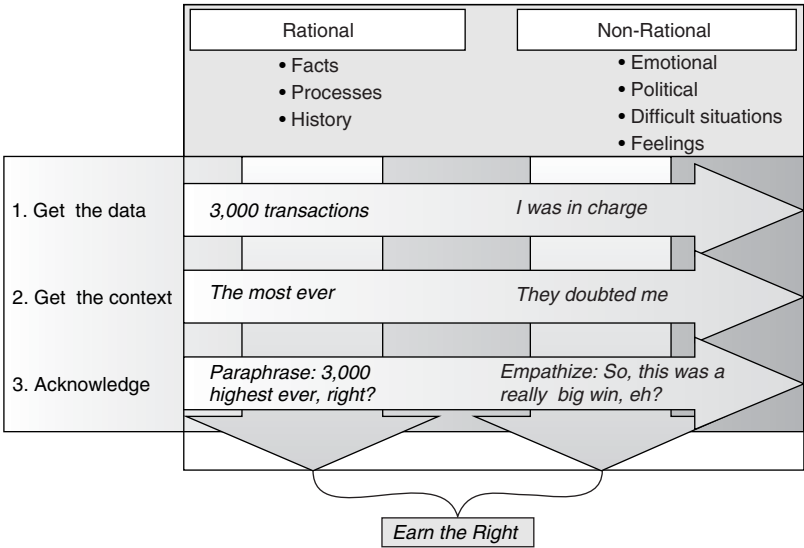 Rational
Non-Rational
• Facts
• Processes
• History
• Emotional
• Political
• Difficult situations
• Feelings
1. Get the data
3,000 transactions
I was in charge
2. Get the context
The most ever
They doubted me
3. Acknowledge
Paraphrase: 3,000
highest ever, right?
Empathize: So, this was a
really big win, eh?
Earn the Right